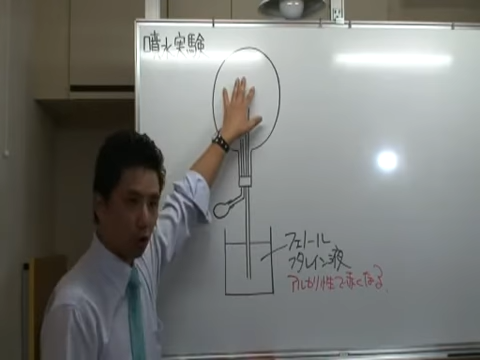 噴水実験
フェノール
フタレイン液
アルカリ性で赤くなる